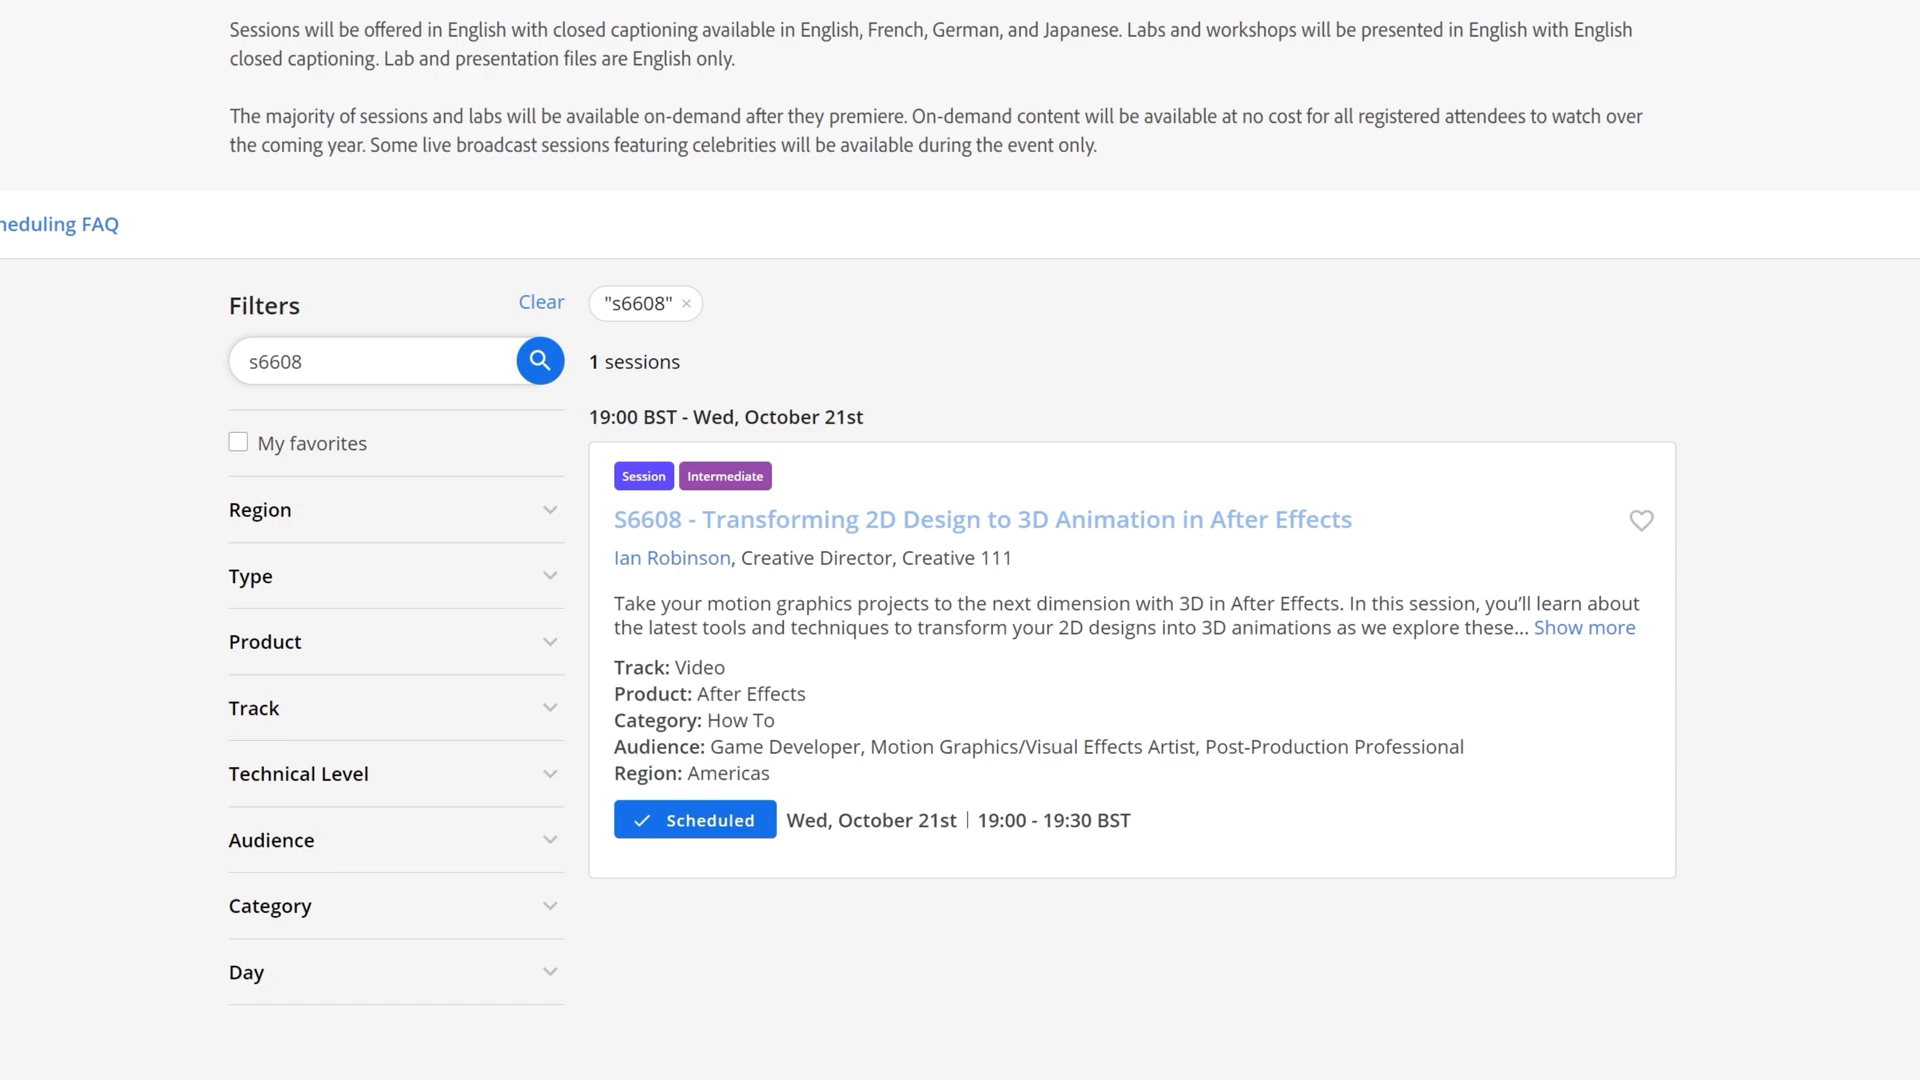 Sessions will be offered in English with closed captioning available in English, French, German, and Japanese. Labs and workshops will be presented in English with English
closed captioning. Lab and presentation files are English only.
The majority of sessions and labs will be available on-demand after they premiere. On-demand content will be available at no cost for all registered attendees to watch over
the coming year. Some live broadcast sessions featuring celebrities will be available during the event only.
heduling FAQ
Filters
Clear
s6608
My favorites
Region
Type
Product
Track
Technical Level
Audience
Category
Day
"s6608" ×
1 sessions
19:00 BST - Wed, October 21st
Session Intermediate
S6608 - Transforming 2D Design to 3D Animation in After Effects
Ian Robinson, Creative Director, Creative 111
Take your motion graphics projects to the next dimension with 3D in After Effects. In this session, you’ll learn about
the latest tools and techniques to transform your 2D designs into 3D animations as we explore these... Show more
Track: Video
Product: After Effects
Category: How To
Audience: Game Developer, Motion Graphics/Visual Effects Artist, Post-Production Professional
Region: Americas
Scheduled Wed, October 21st | 19:00 - 19:30 BST